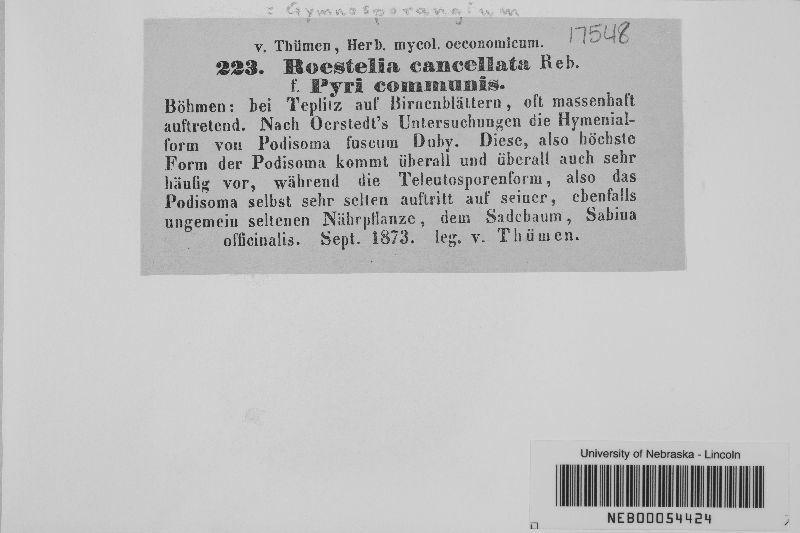 = Gymnosporangium
17548
v. Thümen, Herb. mycol. oeconomicum.
223. Roestelia cancellata Reb.
f. Pyri communis.
Böhmen: bei Teplitz auf Birnenblättern, oft massenhaft
auftretend. Nach Oerstedt's Untersuchungen die Hymenial-
form von Podisoma fuscum Duby. Diese, also höchste
Form der Podisoma kommt überall und überall auch sehr
häufig vor, während die Teleutosporenform, also das
Podisoma selbst sehr selten auftritt auf seiner, ebenfalls
ungemein seltenen Nährpflanze, dem Sadebaum, Sabina
officinalis. Sept. 1873. leg. v. Thümen.
University of Nebraska - Lincoln
NEB00054424